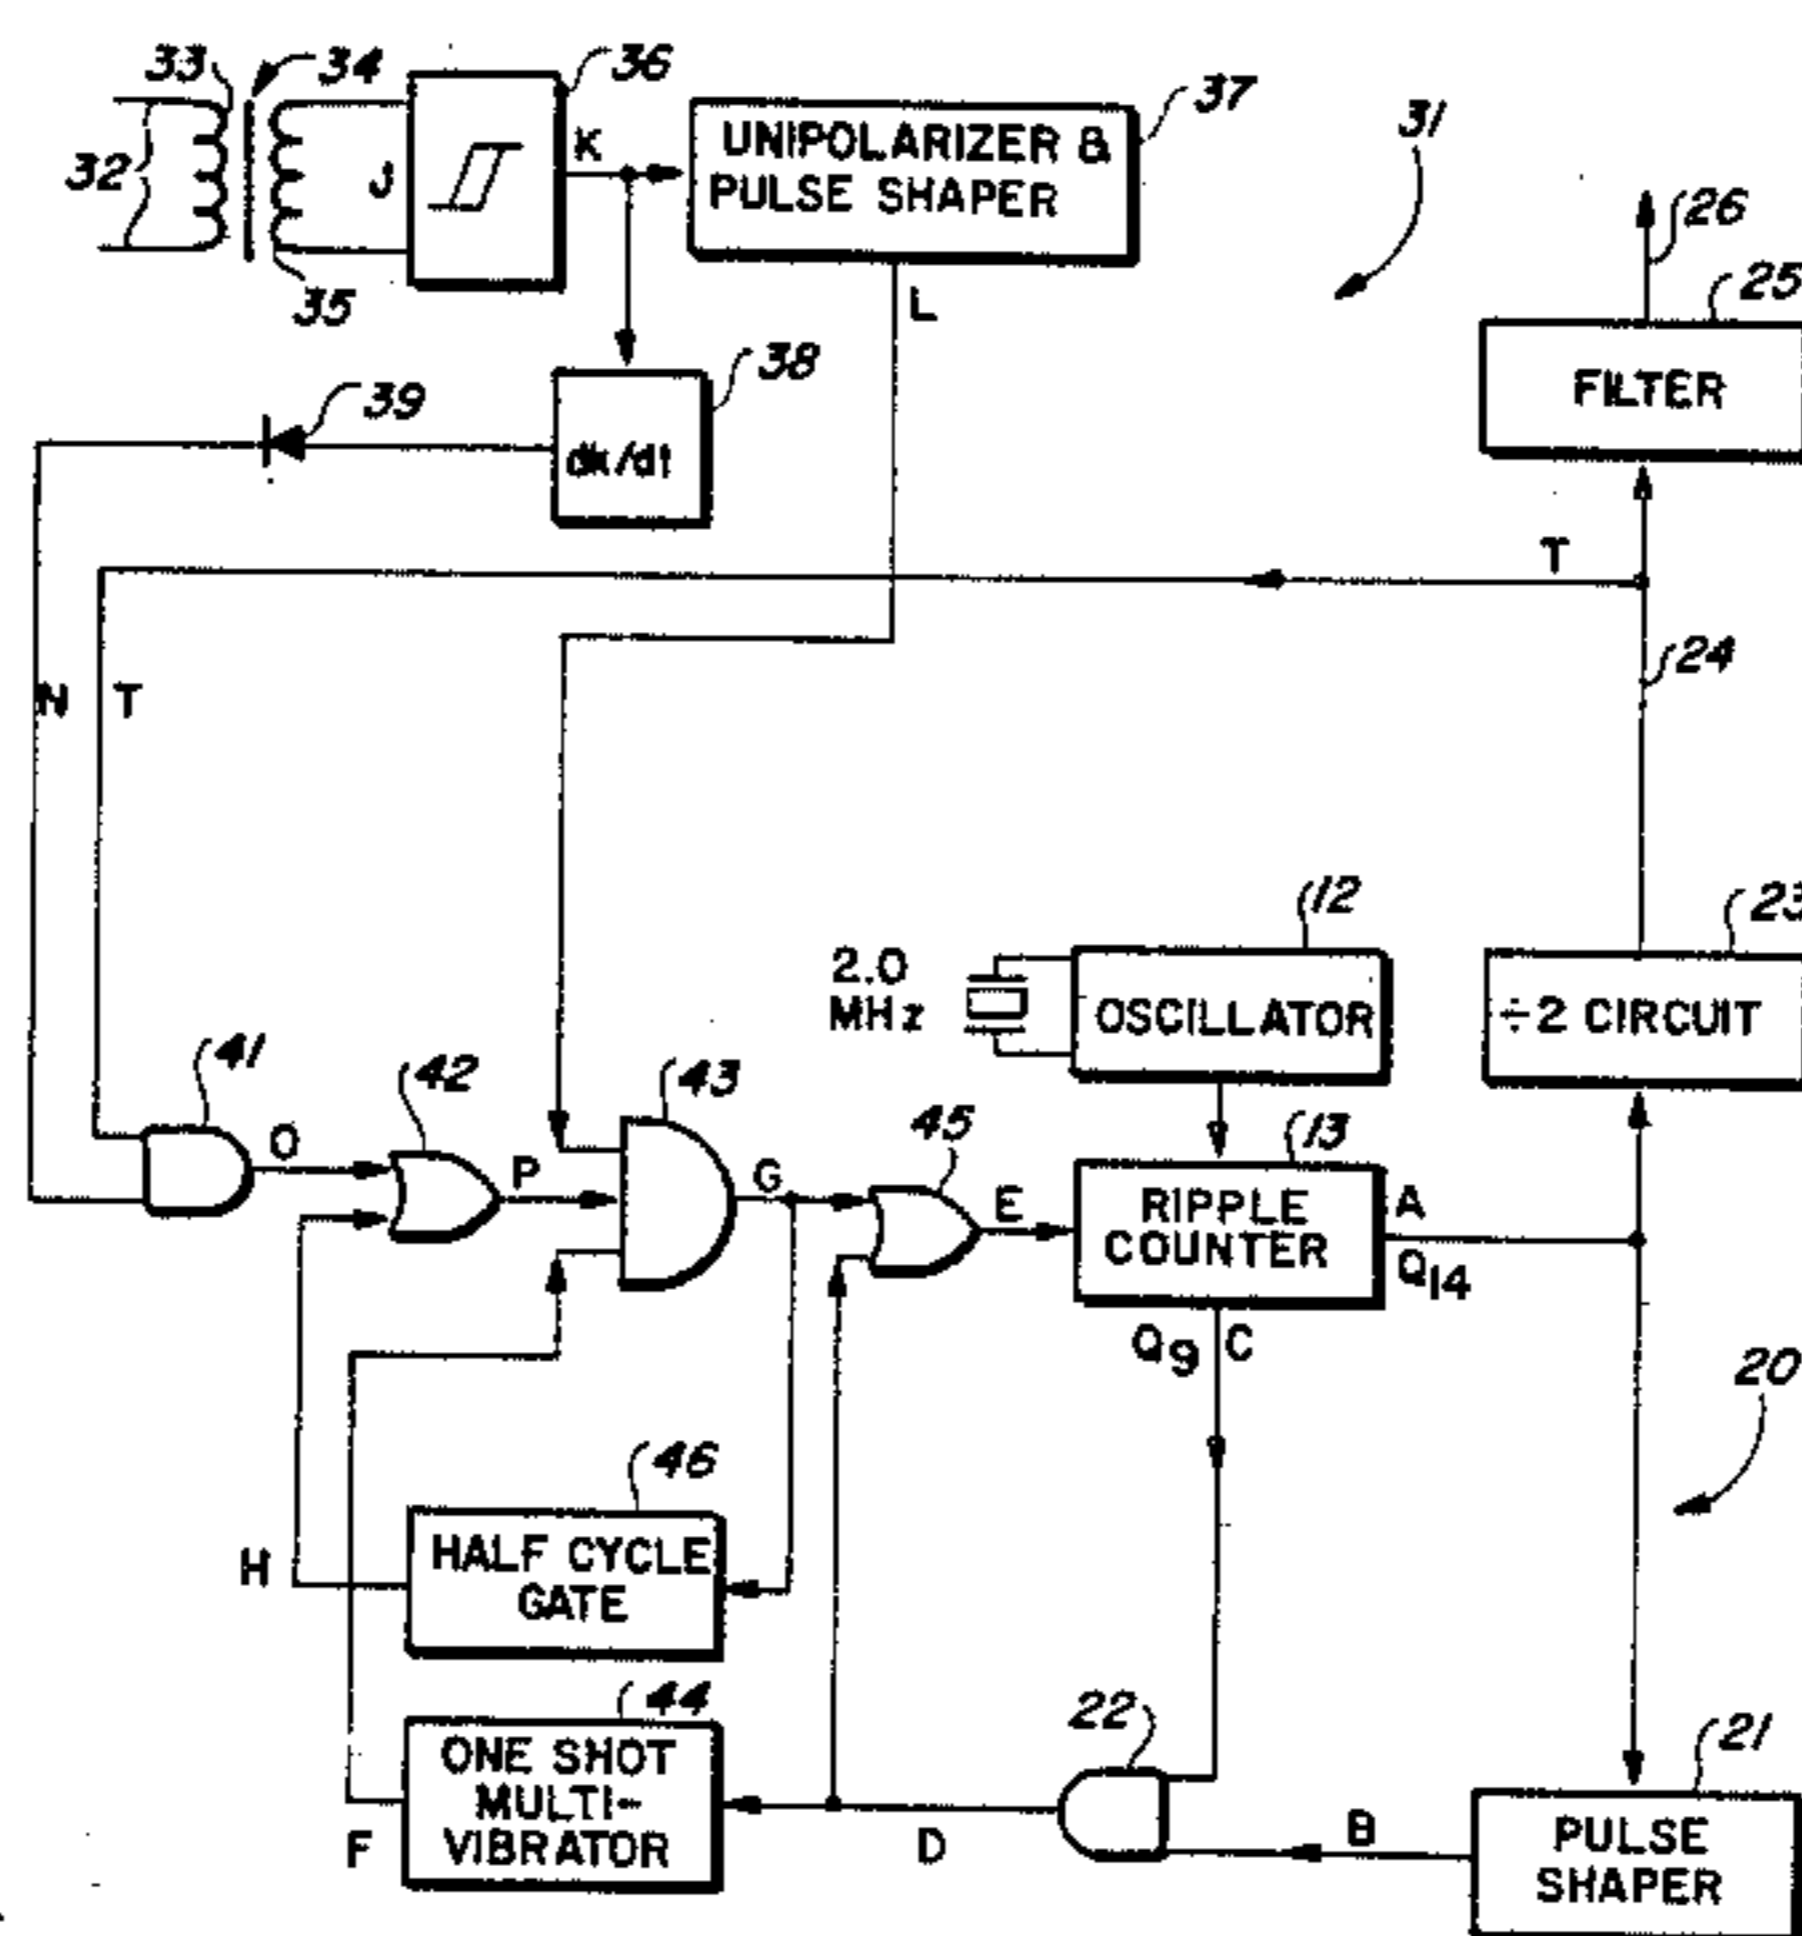 33 34 36 37 31
32 J K UNIPOLARIZER &
PULSE SHAPER
26
35 L 25
38 FILTER
39
dk/dt
T
24
N T
12 23
2.0
MHz OSCILLATOR ÷2 CIRCUIT
41 42 43 45 13
O P G E RIPPLE
COUNTER A
Q14
Q9 C
20
46
HALF CYCLE
GATE
H
44 22 21
ONE SHOT
MULTI-
VIBRATOR
F D B PULSE
SHAPER